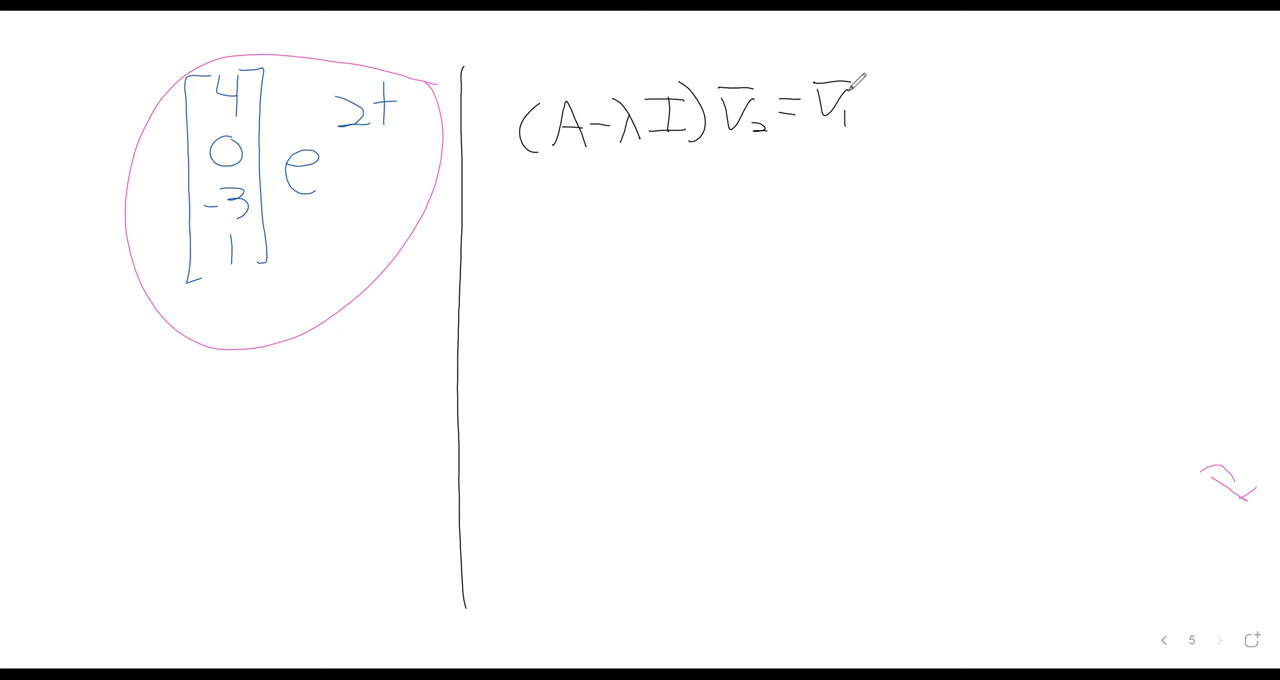 [4
0
-3
1] e^{2t}
(A-λI) V̅₂ = V̅₁
5